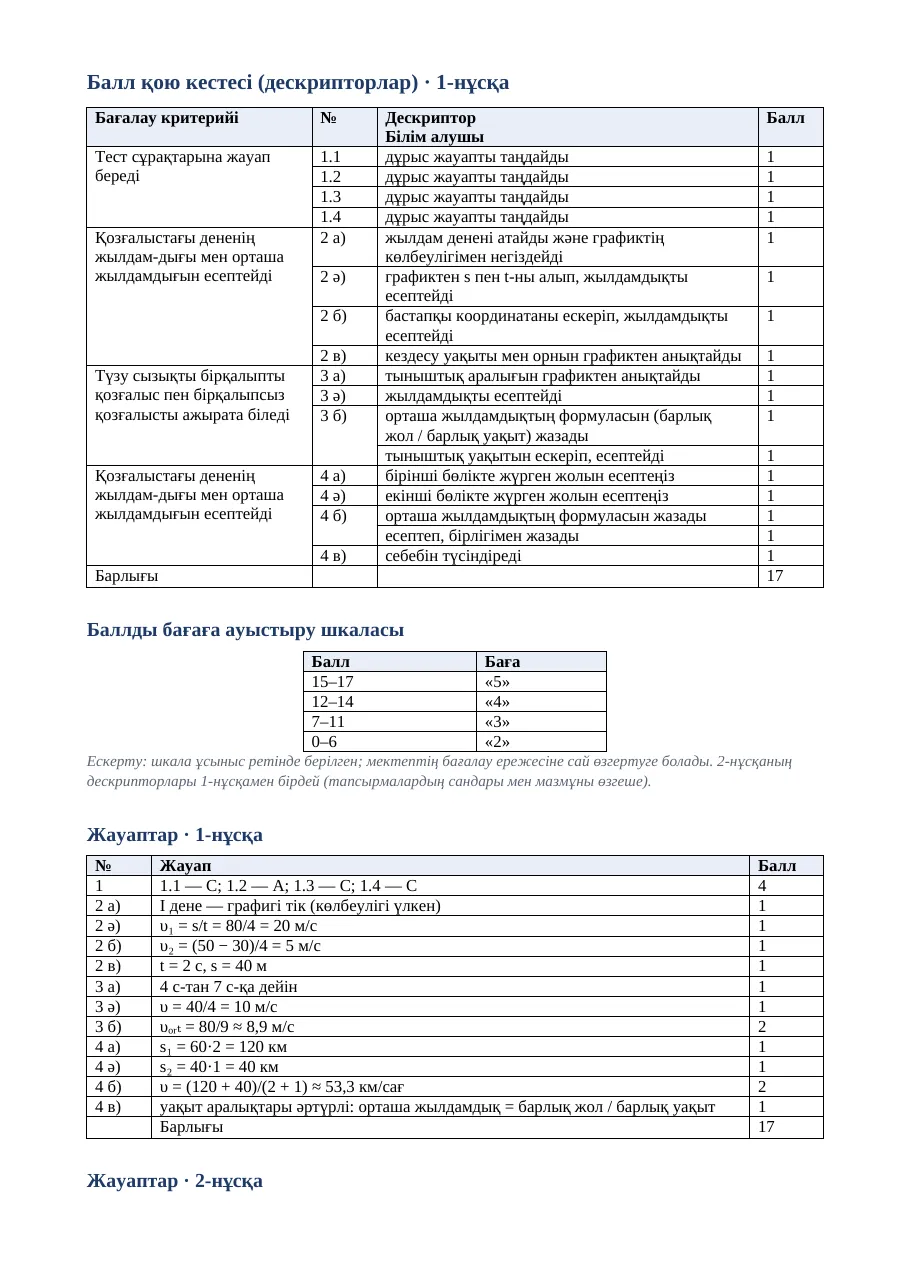 Балл қою кестесі (дескрипторлар) · 1-нұсқа
Бағалау критерийі № Дескриптор Балл
Білім алушы
Тест сұрақтарына жауап 1.1 дұрыс жауапты таңдайды 1
береді 1.2 дұрыс жауапты таңдайды 1
1.3 дұрыс жауапты таңдайды 1
1.4 дұрыс жауапты таңдайды 1
Қозғалыстағы дененің 2 а) жылдам денені атайды және графиктің 1
жылдам-дығы мен орташа көлбеулігімен негіздейді
жылдамдығын есептейді 2 ә) графиктен s пен t-ны алып, жылдамдықты 1
есептейді
2 б) бастапқы координатаны ескеріп, жылдамдықты 1
есептейді
2 в) кездесу уақыты мен орнын графиктен анықтайды 1
Түзу сызықты бірқалыпты 3 а) тыныштық аралығын графиктен анықтайды 1
қозғалыс пен бірқалыпсыз 3 ә) жылдамдықты есептейді 1
қозғалысты ажырата біледі 3 б) орташа жылдамдықтың формуласын (барлық 1
жол / барлық уақыт) жазады
тыныштық уақытын ескеріп, есептейді 1
Қозғалыстағы дененің 4 а) бірінші бөлікте жүрген жолын есептеңіз 1
жылдам-дығы мен орташа 4 ә) екінші бөлікте жүрген жолын есептеңіз 1
жылдамдығын есептейді 4 б) орташа жылдамдықтың формуласын жазады 1
есептеп, бірлігімен жазады 1
4 в) себебін түсіндіреді 1
Барлығы 17
Баллды бағаға ауыстыру шкаласы
Балл Баға
15–17 «5»
12–14 «4»
7–11 «3»
0–6 «2»
Ескерту: шкала ұсыныс ретінде берілген; мектептің бағалау ережесіне сай өзгертуге болады. 2-нұсқаның
дескрипторлары 1-нұсқамен бірдей (тапсырмалардың сандары мен мазмұны өзгеше).
Жауаптар · 1-нұсқа
№ Жауап Балл
1 1.1 — C; 1.2 — A; 1.3 — C; 1.4 — C 4
2 а) I дене — графигі тік (көлбеулігі үлкен) 1
2 ә) υ₁ = s/t = 80/4 = 20 м/с 1
2 б) υ₂ = (50 − 30)/4 = 5 м/с 1
2 в) t = 2 с, s = 40 м 1
3 а) 4 с-тан 7 с-қа дейін 1
3 ә) υ = 40/4 = 10 м/с 1
3 б) υₒᵣₜ = 80/9 ≈ 8,9 м/с 2
4 а) s₁ = 60·2 = 120 км 1
4 ә) s₂ = 40·1 = 40 км 1
4 б) υ = (120 + 40)/(2 + 1) ≈ 53,3 км/сағ 2
4 в) уақыт аралықтары әртүрлі: орташа жылдамдық = барлық жол / барлық уақыт 1
Барлығы 17
Жауаптар · 2-нұсқа